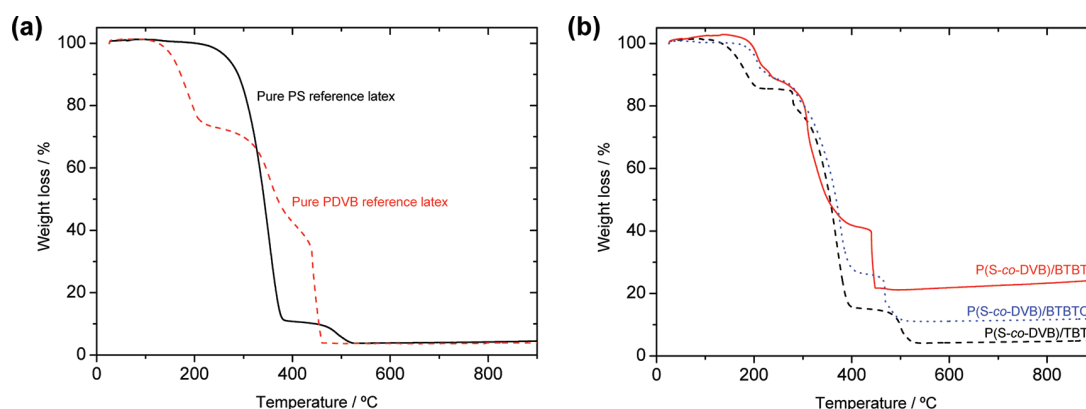 (a)
100
80
60
40
20
0
Weight loss / %
Pure PS reference latex
Pure PDVB reference latex
0
200
400
600
800
Temperature / ºC
(b)
100
80
60
40
20
0
Weight loss / %
P(S-co-DVB)/BTBT
P(S-co-DVB)/BTBTC
P(S-co-DVB)/TBT
0
200
400
600
800
Temperature / ºC